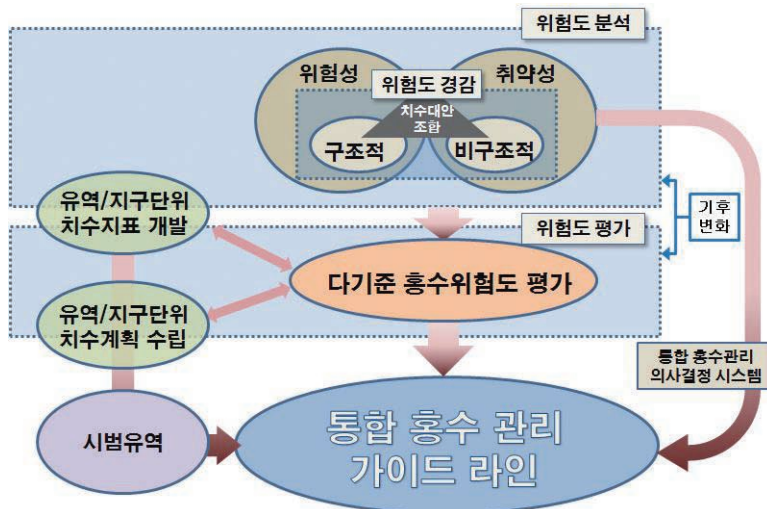 위험도 분석
위험성
취약성
위험도 경감
치수대안
조합
구조적
비구조적
유역/지구단위
치수지표 개발
위험도 평가
기후
변화
다기준 홍수위험도 평가
유역/지구단위
치수계획 수립
통합 홍수관리
의사결정 시스템
시범유역
통합 홍수 관리
가이드 라인